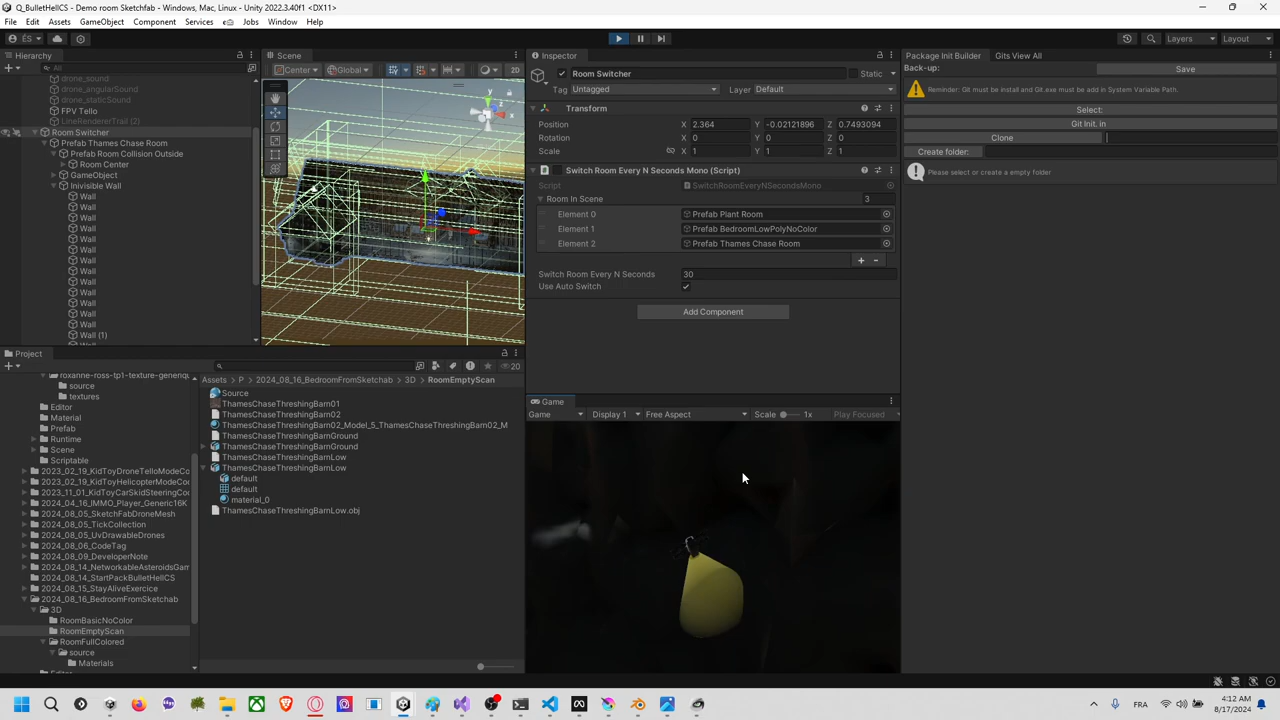 Q_BulletHellCS - Demo room Sketchfab - Windows, Mac, Linux - Unity 2022.3.40f1 <DX11>
File Edit Assets GameObject Component Services Jobs Window Help
ÉS
Layers Layout
Hierarchy
All
drone_sound
drone_angularSound
drone_staticSound
FPV Tello
LineRendererTrail (2)
Room Switcher
Prefab Thames Chase Room
Prefab Room Collision Outside
Room Center
GameObject
Inivisible Wall
Wall
Wall
Wall
Wall
Wall
Wall
Wall
Wall
Wall
Wall
Wall
Wall
Wall
Wall (1)
Scene
Center Global 2D
y
x
z
Inspector
Room Switcher Static
Tag Untagged Layer Default
Transform
Position X 2.364 Y -0.02121896 Z 0.7493094
Rotation X 0 Y 0 Z 0
Scale X 1 Y 1 Z 1
Switch Room Every N Seconds Mono (Script)
Script SwitchRoomEveryNSecondsMono
Room In Scene 3
Element 0 Prefab Plant Room
Element 1 Prefab BedroomLowPolyNoColor
Element 2 Prefab Thames Chase Room
Switch Room Every N Seconds 30
Use Auto Switch
Add Component
Package Init Builder Gits View All
Back-up: Save
Reminder: Git must be install and Git.exe must be add in System Variable Path.
Select:
Git Init. in
Clone
Create folder:
Please select or create a empty folder
Project
20
roxanne-ross-tp1-texture-generique
source
textures
Editor
Material
Prefab
Runtime
Scene
Scriptable
2023_02_19_KidToyDroneTelloModeCo
2023_02_19_KidToyHelicopterModeCoc
2023_11_01_KidToyCarSkidSteeringCoc
2024_04_16_IMMO_Player_Generic16K
2024_08_05_SketchFabDroneMesh
2024_08_05_TickCollection
2024_08_05_UvDrawableDrones
2024_08_06_CodeTag
2024_08_09_DeveloperNote
2024_08_14_NetworkableAsteroidsGam
2024_08_14_StartPackBulletHellCS
2024_08_15_StayAliveExercice
2024_08_16_BedroomFromSketchab
3D
RoomBasicNoColor
RoomEmptyScan
RoomFullColored
source
Materials
Assets > P > 2024_08_16_BedroomFromSketchab > 3D > RoomEmptyScan
Source
ThamesChaseThreshingBarn01
ThamesChaseThreshingBarn02
ThamesChaseThreshingBarn02_Model_5_ThamesChaseThreshingBarn02_M
ThamesChaseThreshingBarnGround
ThamesChaseThreshingBarnGround
ThamesChaseThreshingBarnLow
ThamesChaseThreshingBarnLow
default
default
material_0
ThamesChaseThreshingBarnLow.obj
Game
Game Display 1 Free Aspect Scale 1x Play Focused
FRA 4:12 AM
8/17/2024